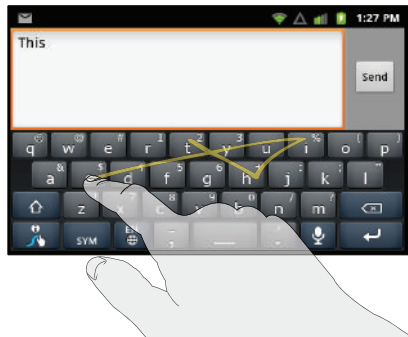 1:27 PM
This
Send
q w e r t y u i o p
a d f g h j k l
z n m
SYM